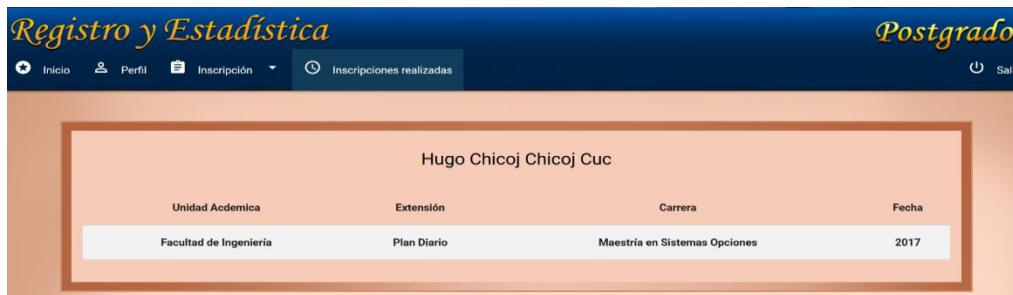 Registro y Estadística
Postgrado
Inicio Perfil Inscripción Inscripciones realizadas
Hugo Chicoj Chicoj Cuc
Unidad Acdemica Extensión Carrera Fecha
Facultad de Ingeniería Plan Diario Maestría en Sistemas Opciones 2017